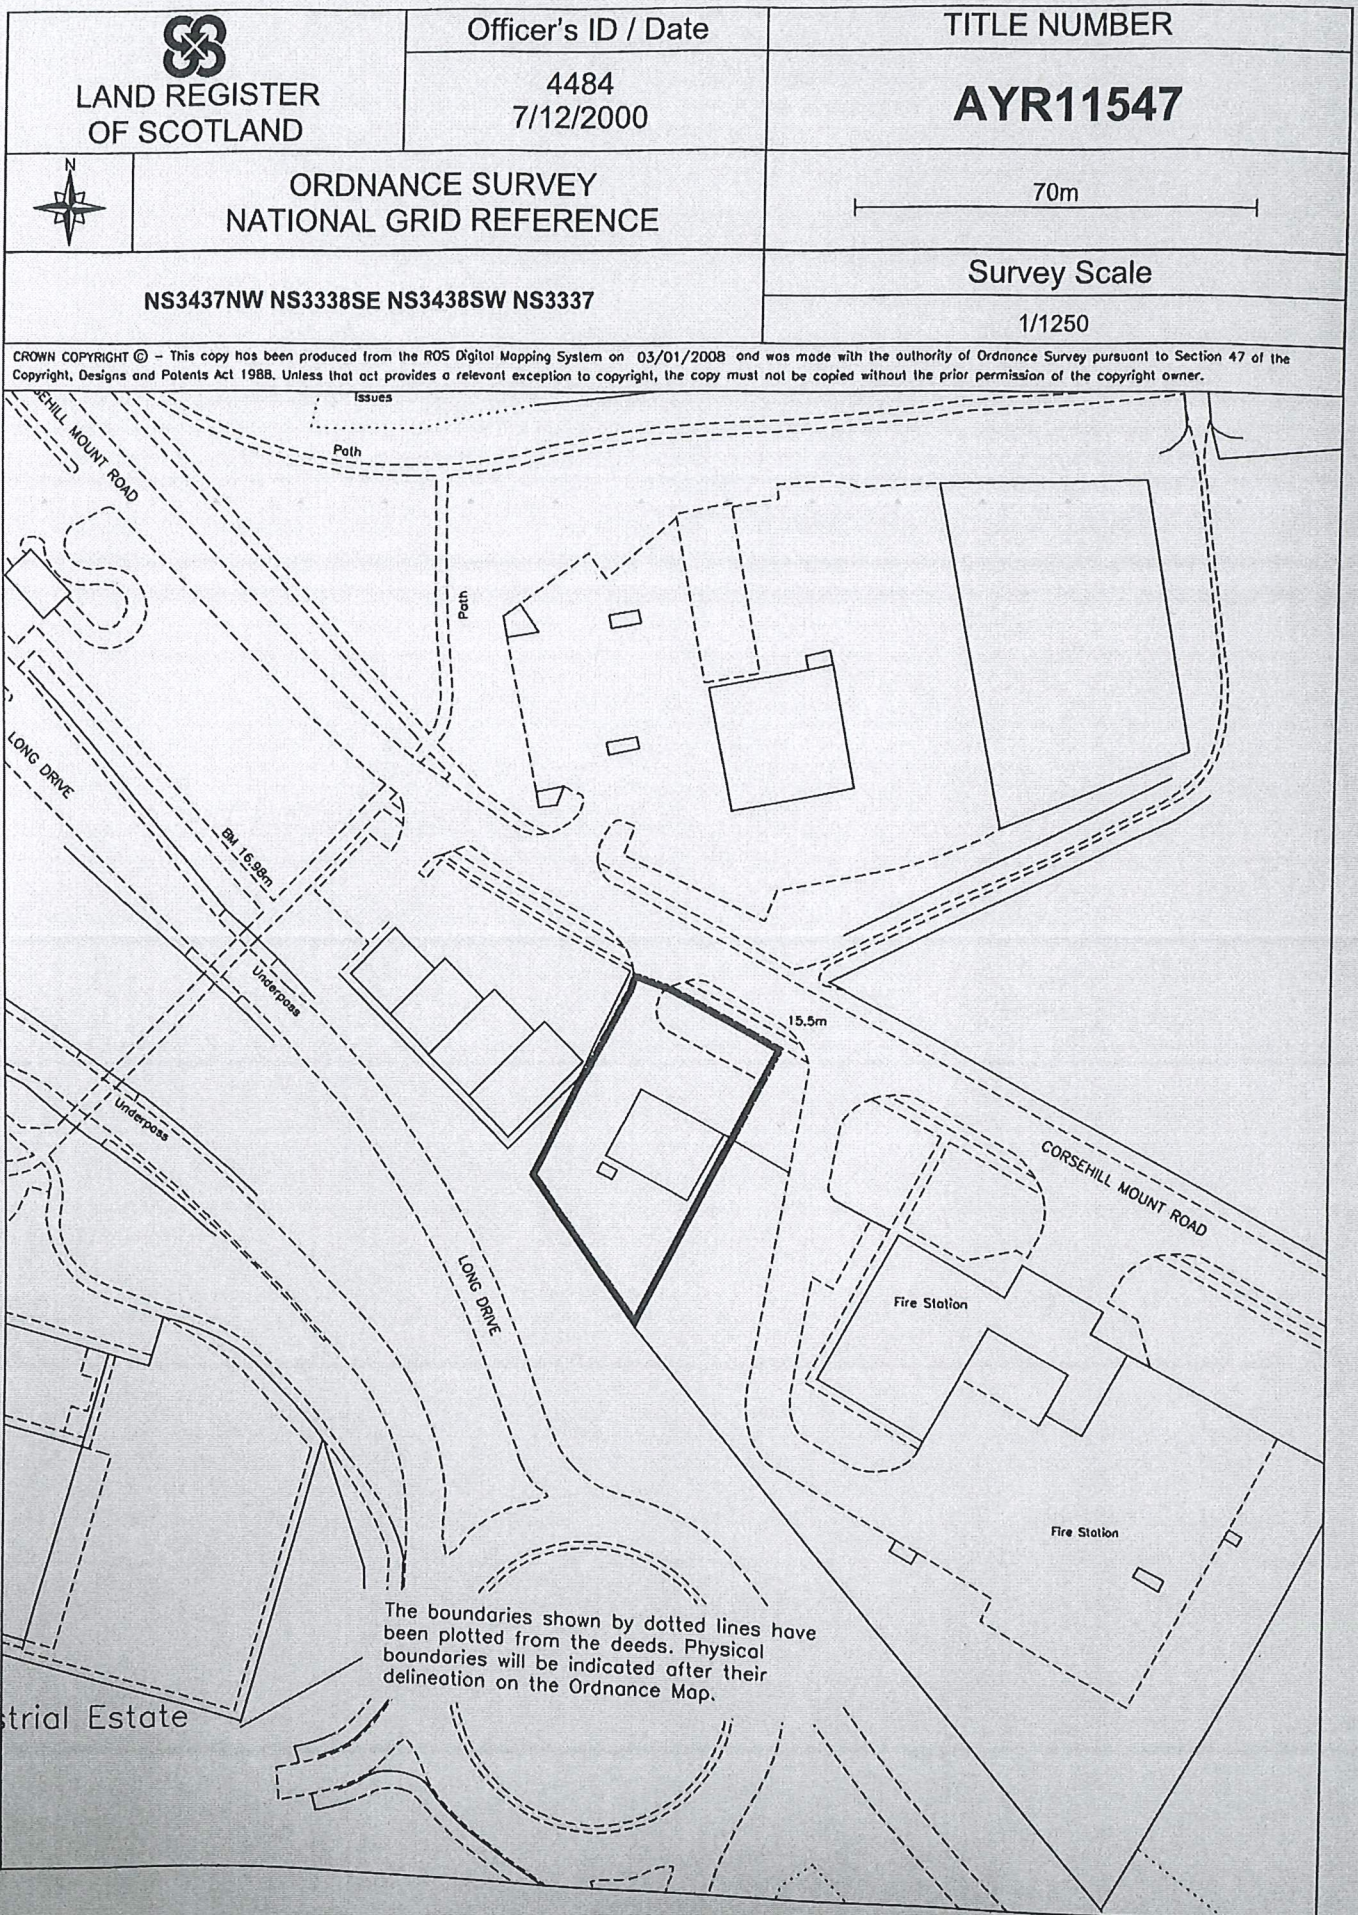 LAND REGISTER
OF SCOTLAND
Officer's ID / Date
4484
7/12/2000
TITLE NUMBER
AYR11547
N
ORDNANCE SURVEY
NATIONAL GRID REFERENCE
70m
NS3437NW NS3338SE NS3438SW NS3337
Survey Scale
1/1250
CROWN COPYRIGHT © - This copy has been produced from the ROS Digital Mapping System on 03/01/2008 and was made with the authority of Ordnance Survey pursuant to Section 47 of the
Copyright, Designs and Patents Act 1988. Unless that act provides a relevant exception to copyright, the copy must not be copied without the prior permission of the copyright owner.
Issues
SEHILL MOUNT ROAD
Path
Path
LONG DRIVE
BM 16.98m
Underpass
15.5m
Underpass
CORSEHILL MOUNT ROAD
LONG DRIVE
Fire Station
Fire Station
The boundaries shown by dotted lines have
been plotted from the deeds. Physical
boundaries will be indicated after their
delineation on the Ordnance Map.
strial Estate